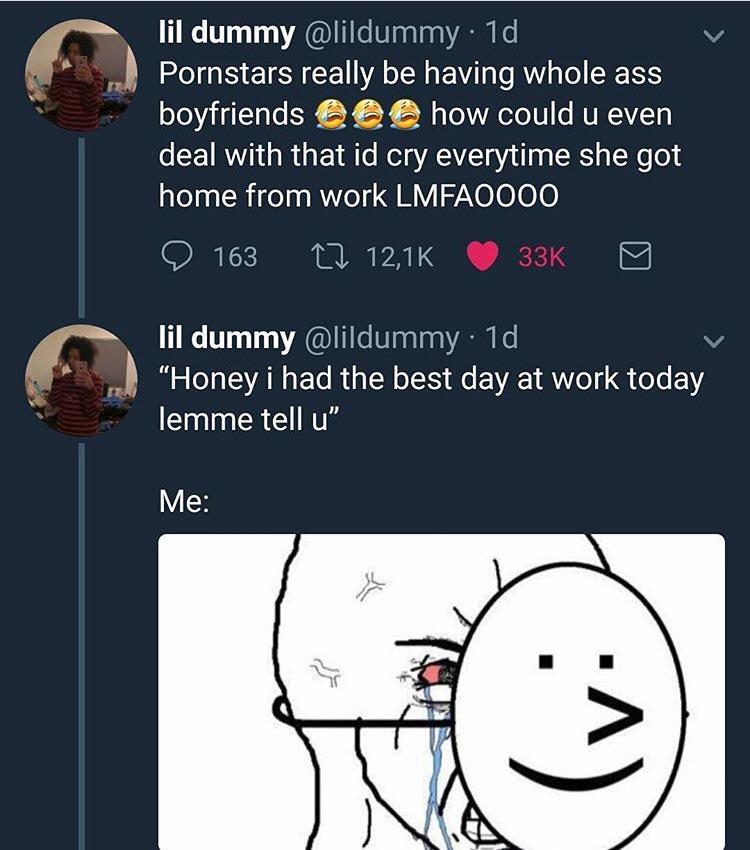 lil dummy @lildummy · 1d
Pornstars really be having whole ass
boyfriends 😭😭😭 how could u even
deal with that id cry everytime she got
home from work LMFAOOOO
163 12,1K 33K
lil dummy @lildummy · 1d
“Honey i had the best day at work today
lemme tell u”
Me: